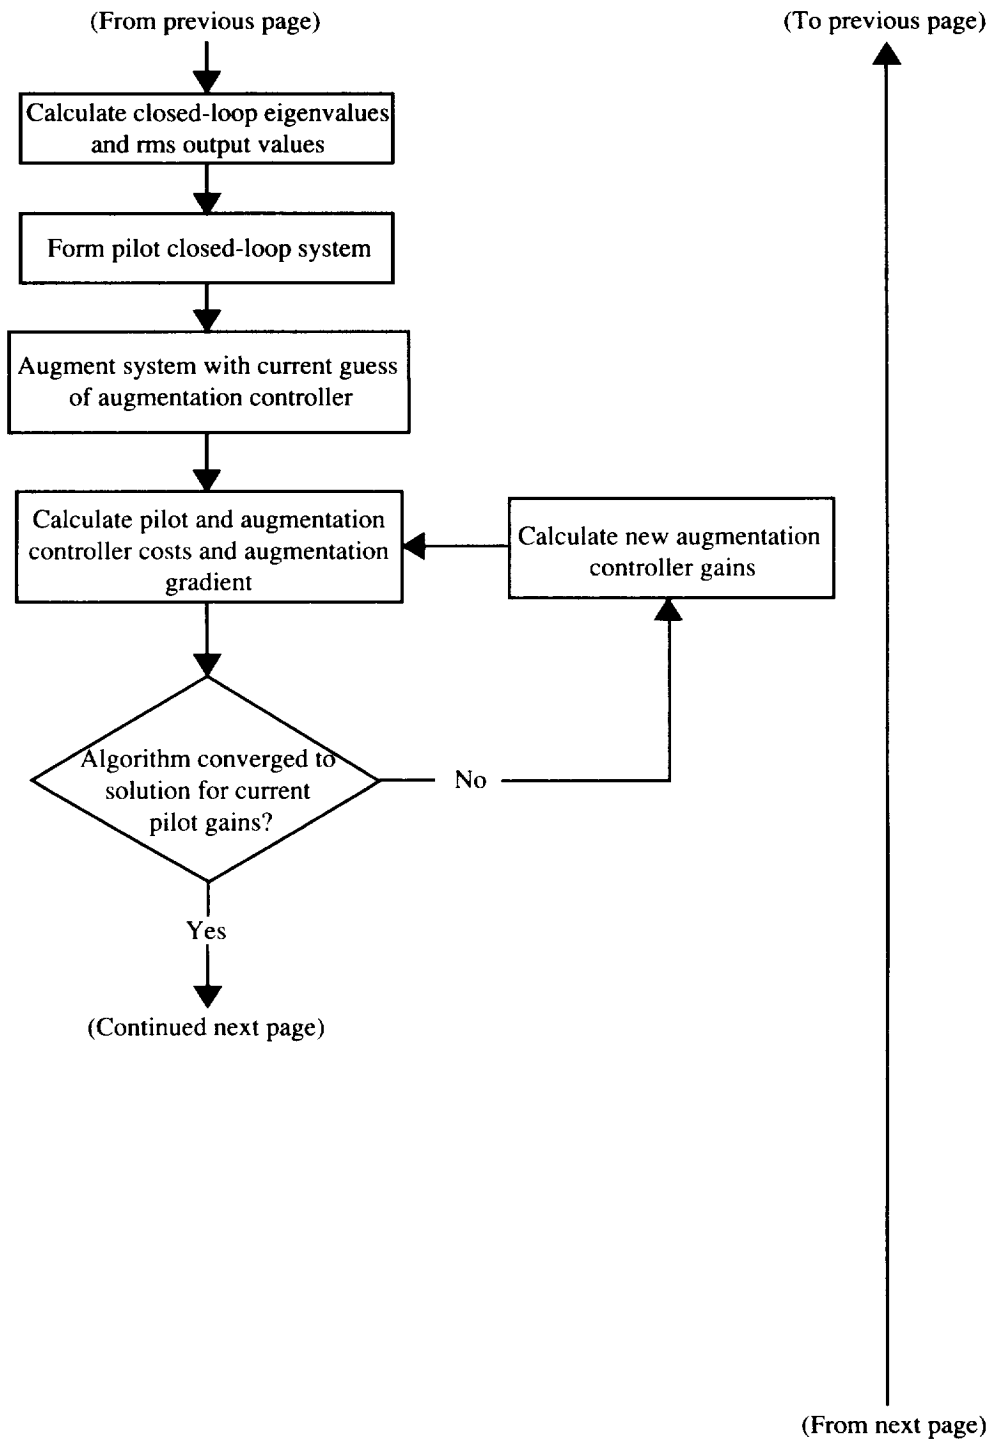 (From previous page)
(To previous page)
Calculate closed-loop eigenvalues
and rms output values
Form pilot closed-loop system
Augment system with current guess
of augmentation controller
Calculate pilot and augmentation
controller costs and augmentation
gradient
Calculate new augmentation
controller gains
Algorithm converged to
solution for current
pilot gains?
No
Yes
(Continued next page)
(From next page)